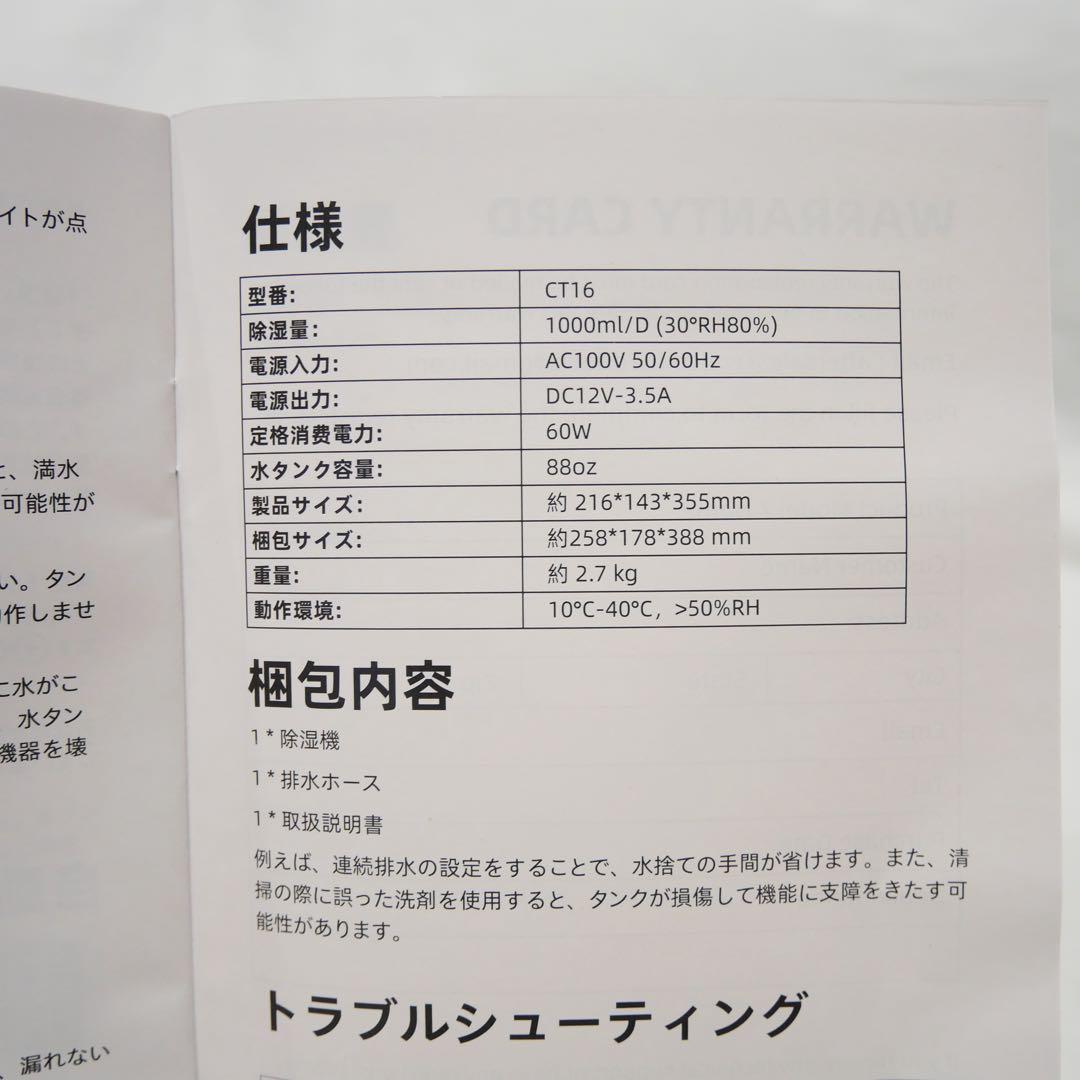 イトが点
、満水
可能性が
い。タン
作しませ
に水がこ
水タン
機器を壊
、漏れない
仕様
型番: CT16
除湿量: 1000ml/D (30°RH80%)
電源入力: AC100V 50/60Hz
電源出力: DC12V-3.5A
定格消費電力: 60W
水タンク容量: 88oz
製品サイズ: 約 216*143*355mm
梱包サイズ: 約258*178*388 mm
重量: 約 2.7 kg
動作環境: 10°C-40°C, >50%RH
梱包内容
1 * 除湿機
1 * 排水ホース
1 * 取扱説明書
例えば、連続排水の設定をすることで、水捨ての手間が省けます。また、清
掃の際に誤った洗剤を使用すると、タンクが損傷して機能に支障をきたす可
能性があります。
トラブルシューティング
WARRANTY CARD